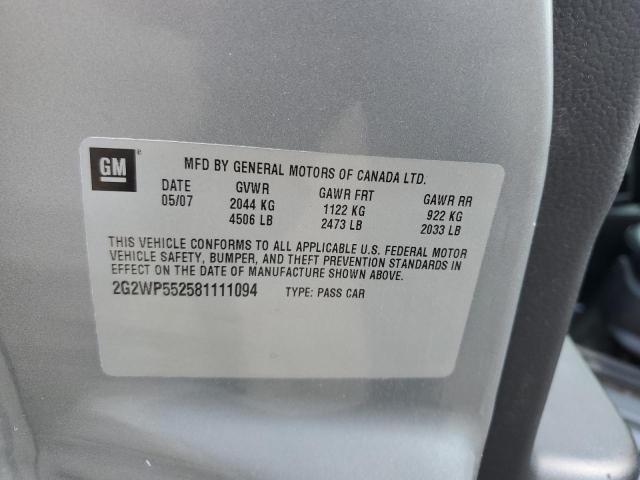 GM ® MFD BY GENERAL MOTORS OF CANADA LTD.
DATE GVWR GAWR FRT GAWR RR
05/07 2044 KG 1122 KG 922 KG
4506 LB 2473 LB 2033 LB
THIS VEHICLE CONFORMS TO ALL APPLICABLE U.S. FEDERAL MOTOR
VEHICLE SAFETY, BUMPER, AND THEFT PREVENTION STANDARDS IN
EFFECT ON THE DATE OF MANUFACTURE SHOWN ABOVE.
2G2WP552581111094 TYPE: PASS CAR